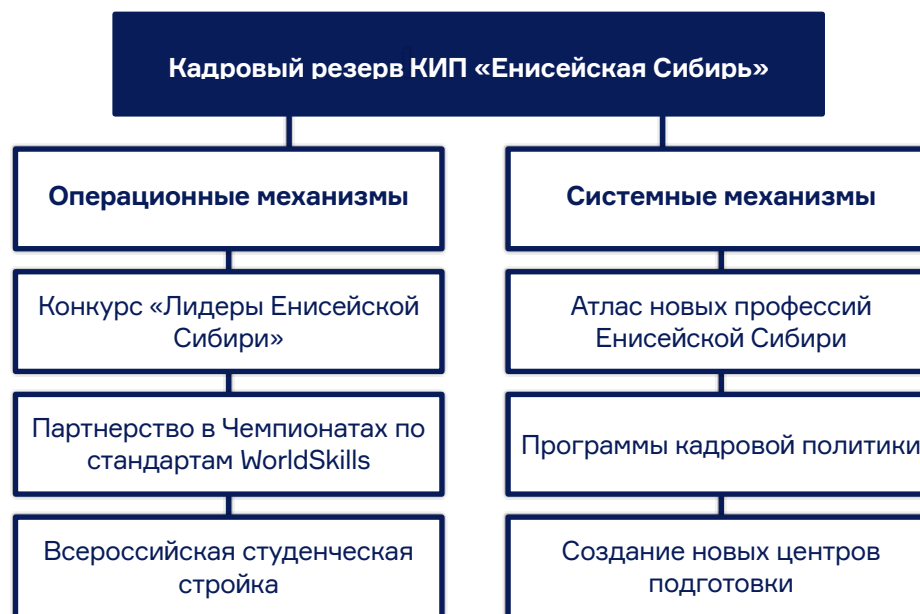 Кадровый резерв КИП «Енисейская Сибирь»
Операционные механизмы
Конкурс «Лидеры Енисейской
Сибири»
Партнерство в Чемпионатах по
стандартам WorldSkills
Всероссийская студенческая
стройка
Системные механизмы
Атлас новых профессий
Енисейской Сибири
Программы кадровой политики
Создание новых центров
подготовки